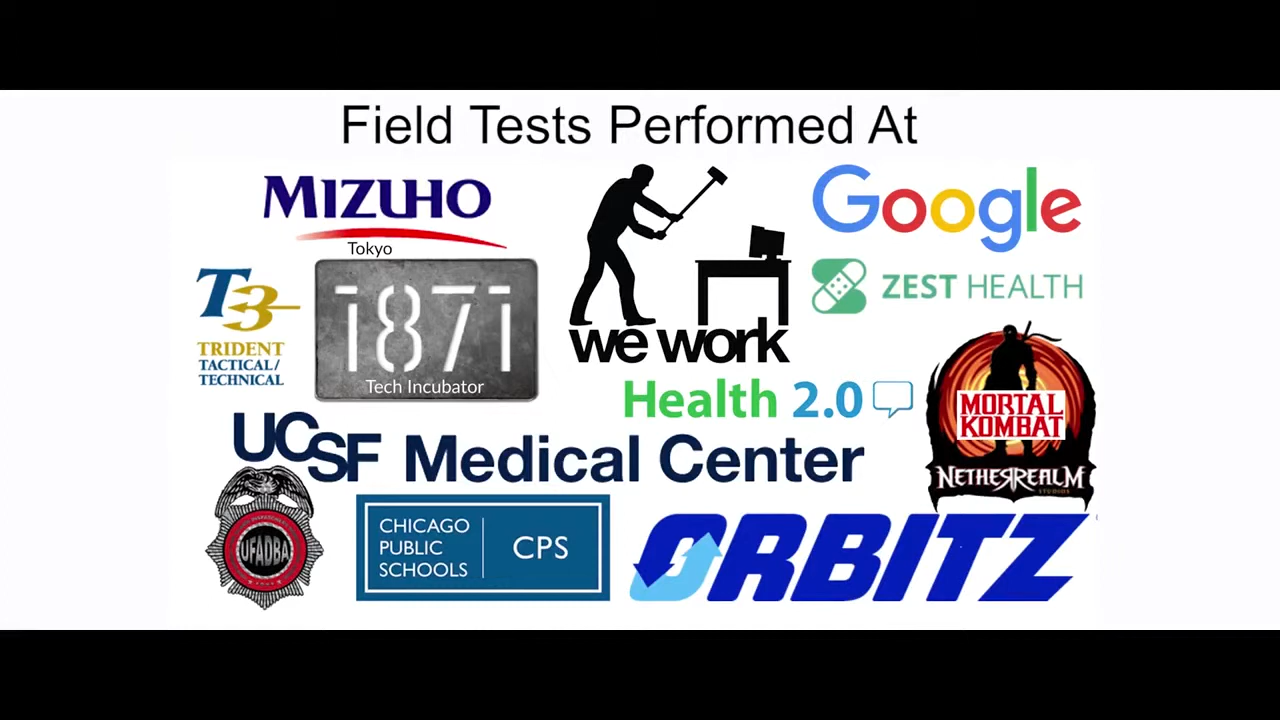 Field Tests Performed At
MIZUHO
Tokyo
Google
T3
TRIDENT
TACTICAL/
TECHNICAL
1871
Tech Incubator
we work
ZEST HEALTH
Health 2.0
MORTAL
KOMBAT
NETHERREALM
STUDIOS
UCSF Medical Center
UFADBA
CHICAGO
PUBLIC
SCHOOLS
CPS
ORBITZ